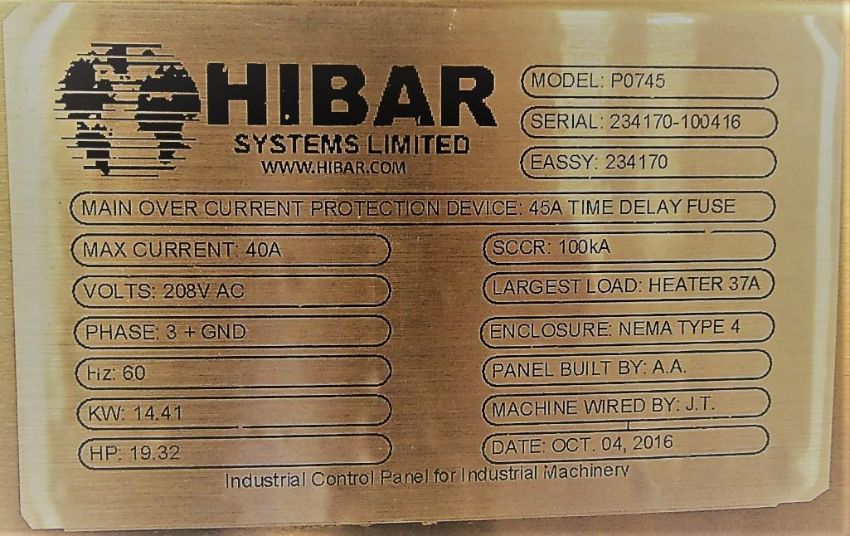 HIBAR
SYSTEMS LIMITED
WWW.HIBAR.COM
MODEL: P0745
SERIAL: 234170-100416
EASSY: 234170
MAIN OVER CURRENT PROTECTION DEVICE: 45A TIME DELAY FUSE
MAX CURRENT: 40A
SCCR: 100kA
VOLTS: 208V AC
LARGEST LOAD: HEATER 37A
PHASE: 3 + GND
ENCLOSURE: NEMA TYPE 4
Hz: 60
PANEL BUILT BY: A.A.
KW: 14.41
MACHINE WIRED BY: J.T.
HP: 19.32
DATE: OCT. 04, 2016
Industrial Control Panel for Industrial Machinery